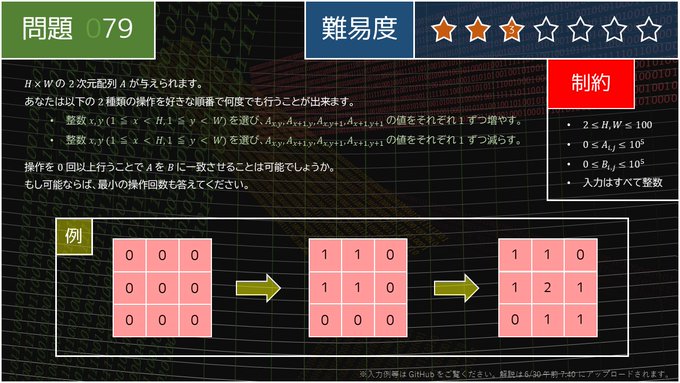 問題 079
難易度
5
H×W の 2 次元配列 A が与えられます。
あなたは以下の 2 種類の操作を好きな順番で何度でも行うことが出来ます。
• 整数 x, y (1 ≦ x < H, 1 ≦ y < W) を選び、A_{x,y}, A_{x+1,y}, A_{x,y+1}, A_{x+1,y+1} の値をそれぞれ 1 ずつ増やす。
• 整数 x, y (1 ≦ x < H, 1 ≦ y < W) を選び、A_{x,y}, A_{x+1,y}, A_{x,y+1}, A_{x+1,y+1} の値をそれぞれ 1 ずつ減らす。
操作を 0 回以上行うことで A を B に一致させることは可能でしょうか。
もし可能ならば、最小の操作回数も答えてください。
制約
• 2 ≤ H, W ≤ 100
• 0 ≤ A_{i,j} ≤ 10^5
• 0 ≤ B_{i,j} ≤ 10^5
• 入力はすべて整数
例
0 0 0
0 0 0
0 0 0
1 1 0
1 1 0
0 0 0
1 1 0
1 2 1
0 1 1
※入力例等は GitHub をご覧ください。解説は 6/30 午前 7:40 にアップロードされます。